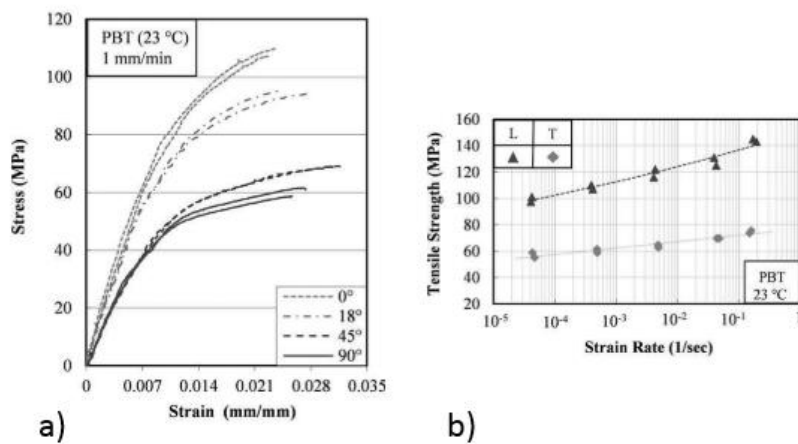 PBT (23 °C)
1 mm/min
120
100
80
60
40
20
0
Stress (MPa)
0°
18°
45°
90°
0
0.007
0.014
0.021
0.028
0.035
Strain (mm/mm)
a)
160
140
120
100
80
60
40
20
Tensile Strength (MPa)
L
T
PBT
23 °C
10⁻⁵
10⁻⁴
10⁻³
10⁻²
10⁻¹
1
Strain Rate (1/sec)
b)